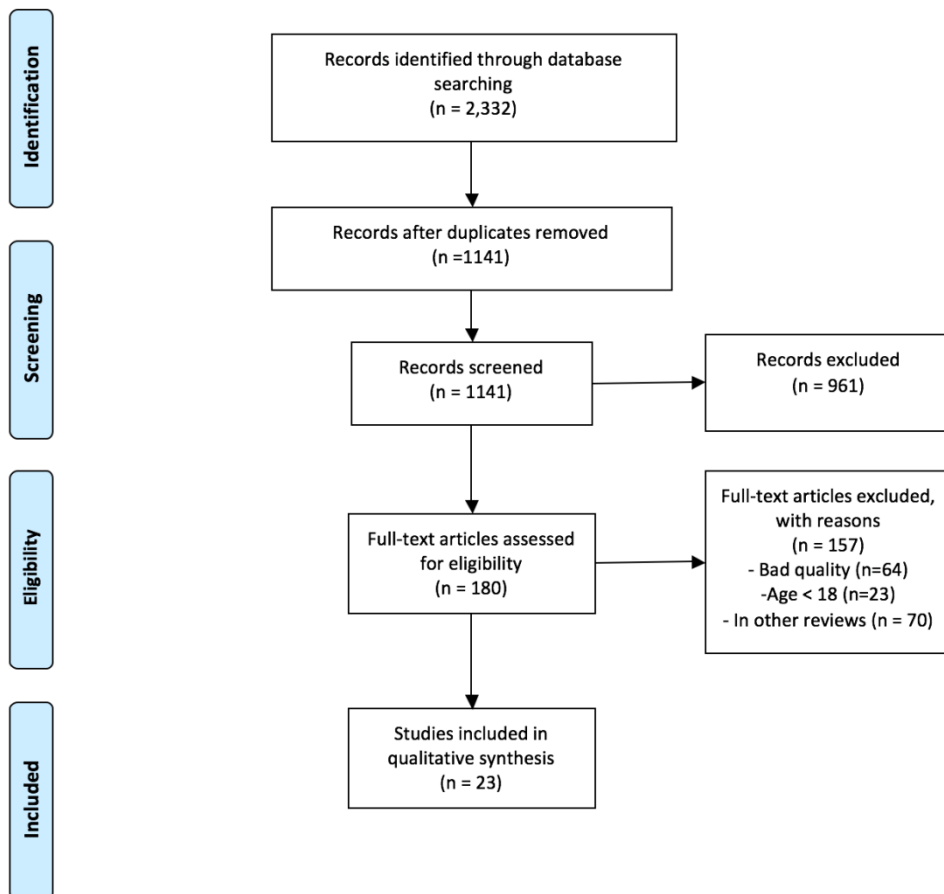 Identification
Records identified through database
searching
(n = 2,332)
Records after duplicates removed
(n =1141)
Screening
Records screened
(n = 1141)
Records excluded
(n = 961)
Eligibility
Full-text articles assessed
for eligibility
(n = 180)
Full-text articles excluded,
with reasons
(n = 157)
- Bad quality (n=64)
-Age < 18 (n=23)
- In other reviews (n = 70)
Included
Studies included in
qualitative synthesis
(n = 23)